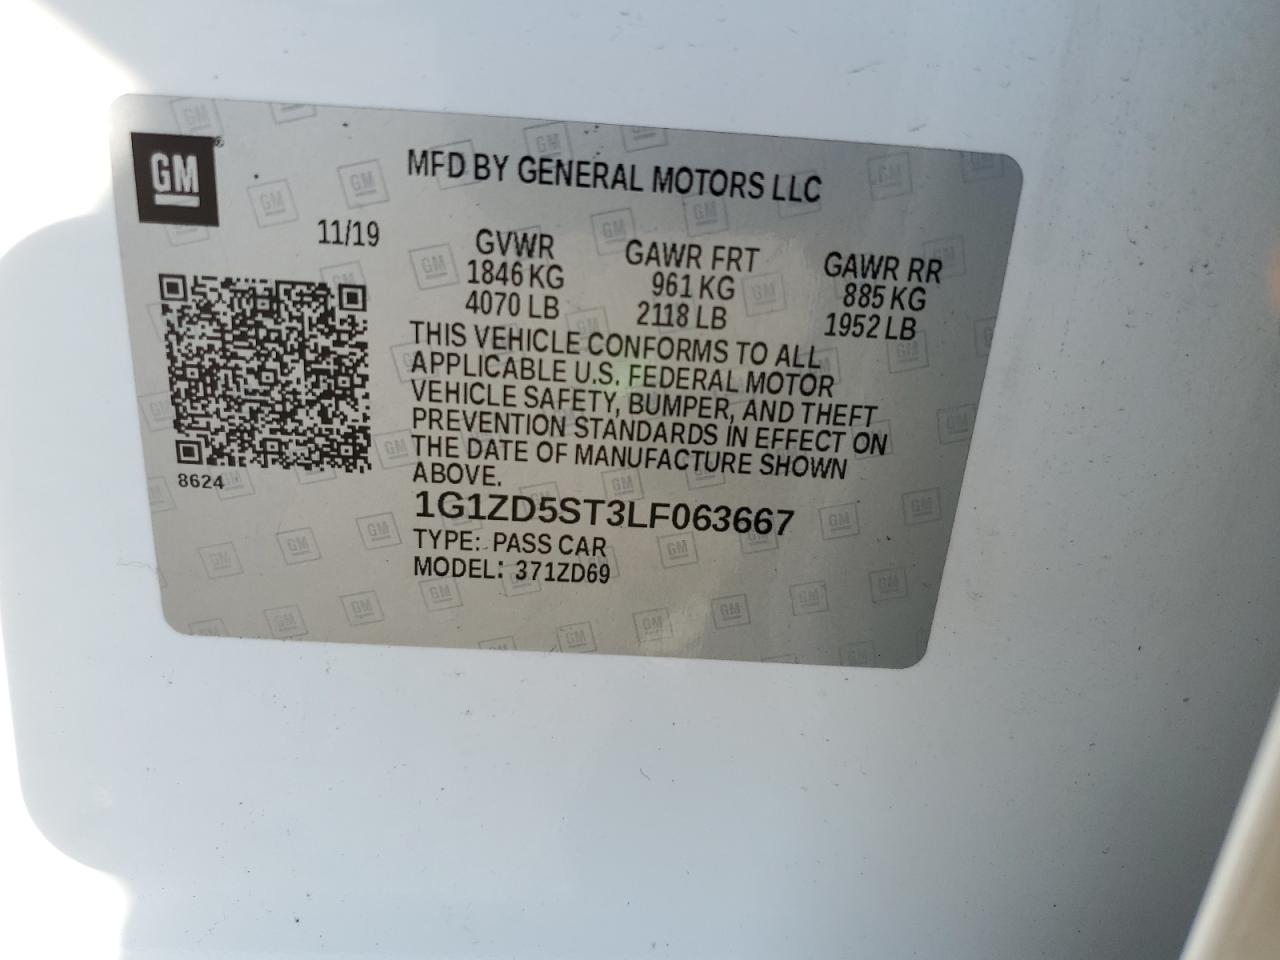 GM
MFD BY GENERAL MOTORS LLC
11/19
GVWR
1846 KG
4070 LB
GAWR FRT
961 KG
2118 LB
GAWR RR
885 KG
1952 LB
THIS VEHICLE CONFORMS TO ALL
APPLICABLE U.S. FEDERAL MOTOR
VEHICLE SAFETY, BUMPER, AND THEFT
PREVENTION STANDARDS IN EFFECT ON
THE DATE OF MANUFACTURE SHOWN
ABOVE.
8624
1G1ZD5ST3LF063667
TYPE: PASS CAR
MODEL: 371ZD69